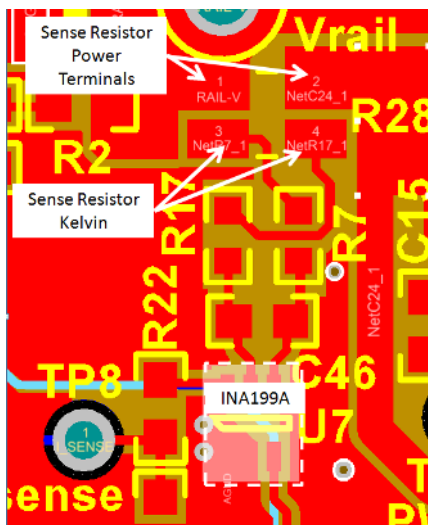 Sense Resistor
Power
Terminals
Vrail
1
RAIL-V
2
NetC24_1
R28
R2
3
NetR7_1
4
NetR17_1
Sense Resistor
Kelvin
R17
R7
C15
NetC24_1
R22
TP8
C46
INA199A
U7
1
I_SENSE
sense
AGND
T